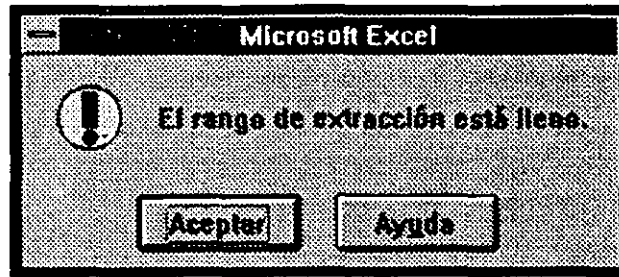 Microsoft Excel
El rango de extracción está lleno.
Aceptar Ayuda